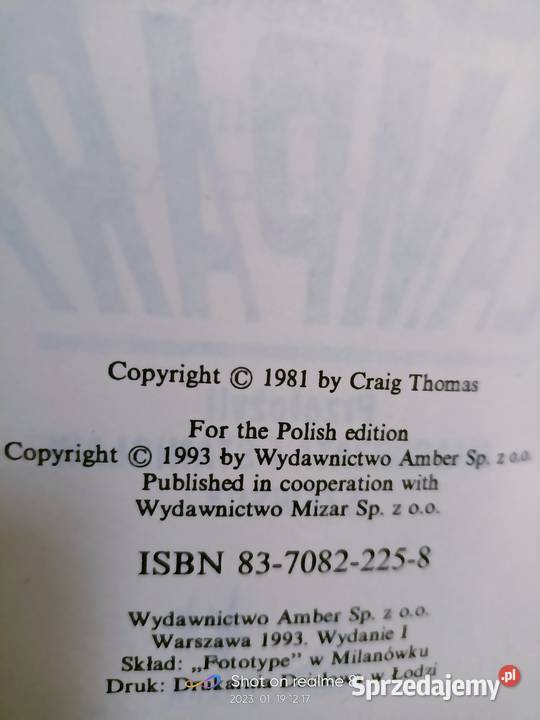 Copyright © 1981 by Craig Thomas
For the Polish edition
Copyright © 1993 by Wydawnictwo Amber Sp. z o.o.
Published in cooperation with
Wydawnictwo Mizar Sp. z o.o.
ISBN 83-7082-225-8
Wydawnictwo Amber Sp. z o.o.
Warszawa 1993. Wydanie I
Skład: „Fototype” w Milanówku
Druk: w Łodzi
Shot on realme 8i
2023 01 19 12:17
Sprzedajemy.pl